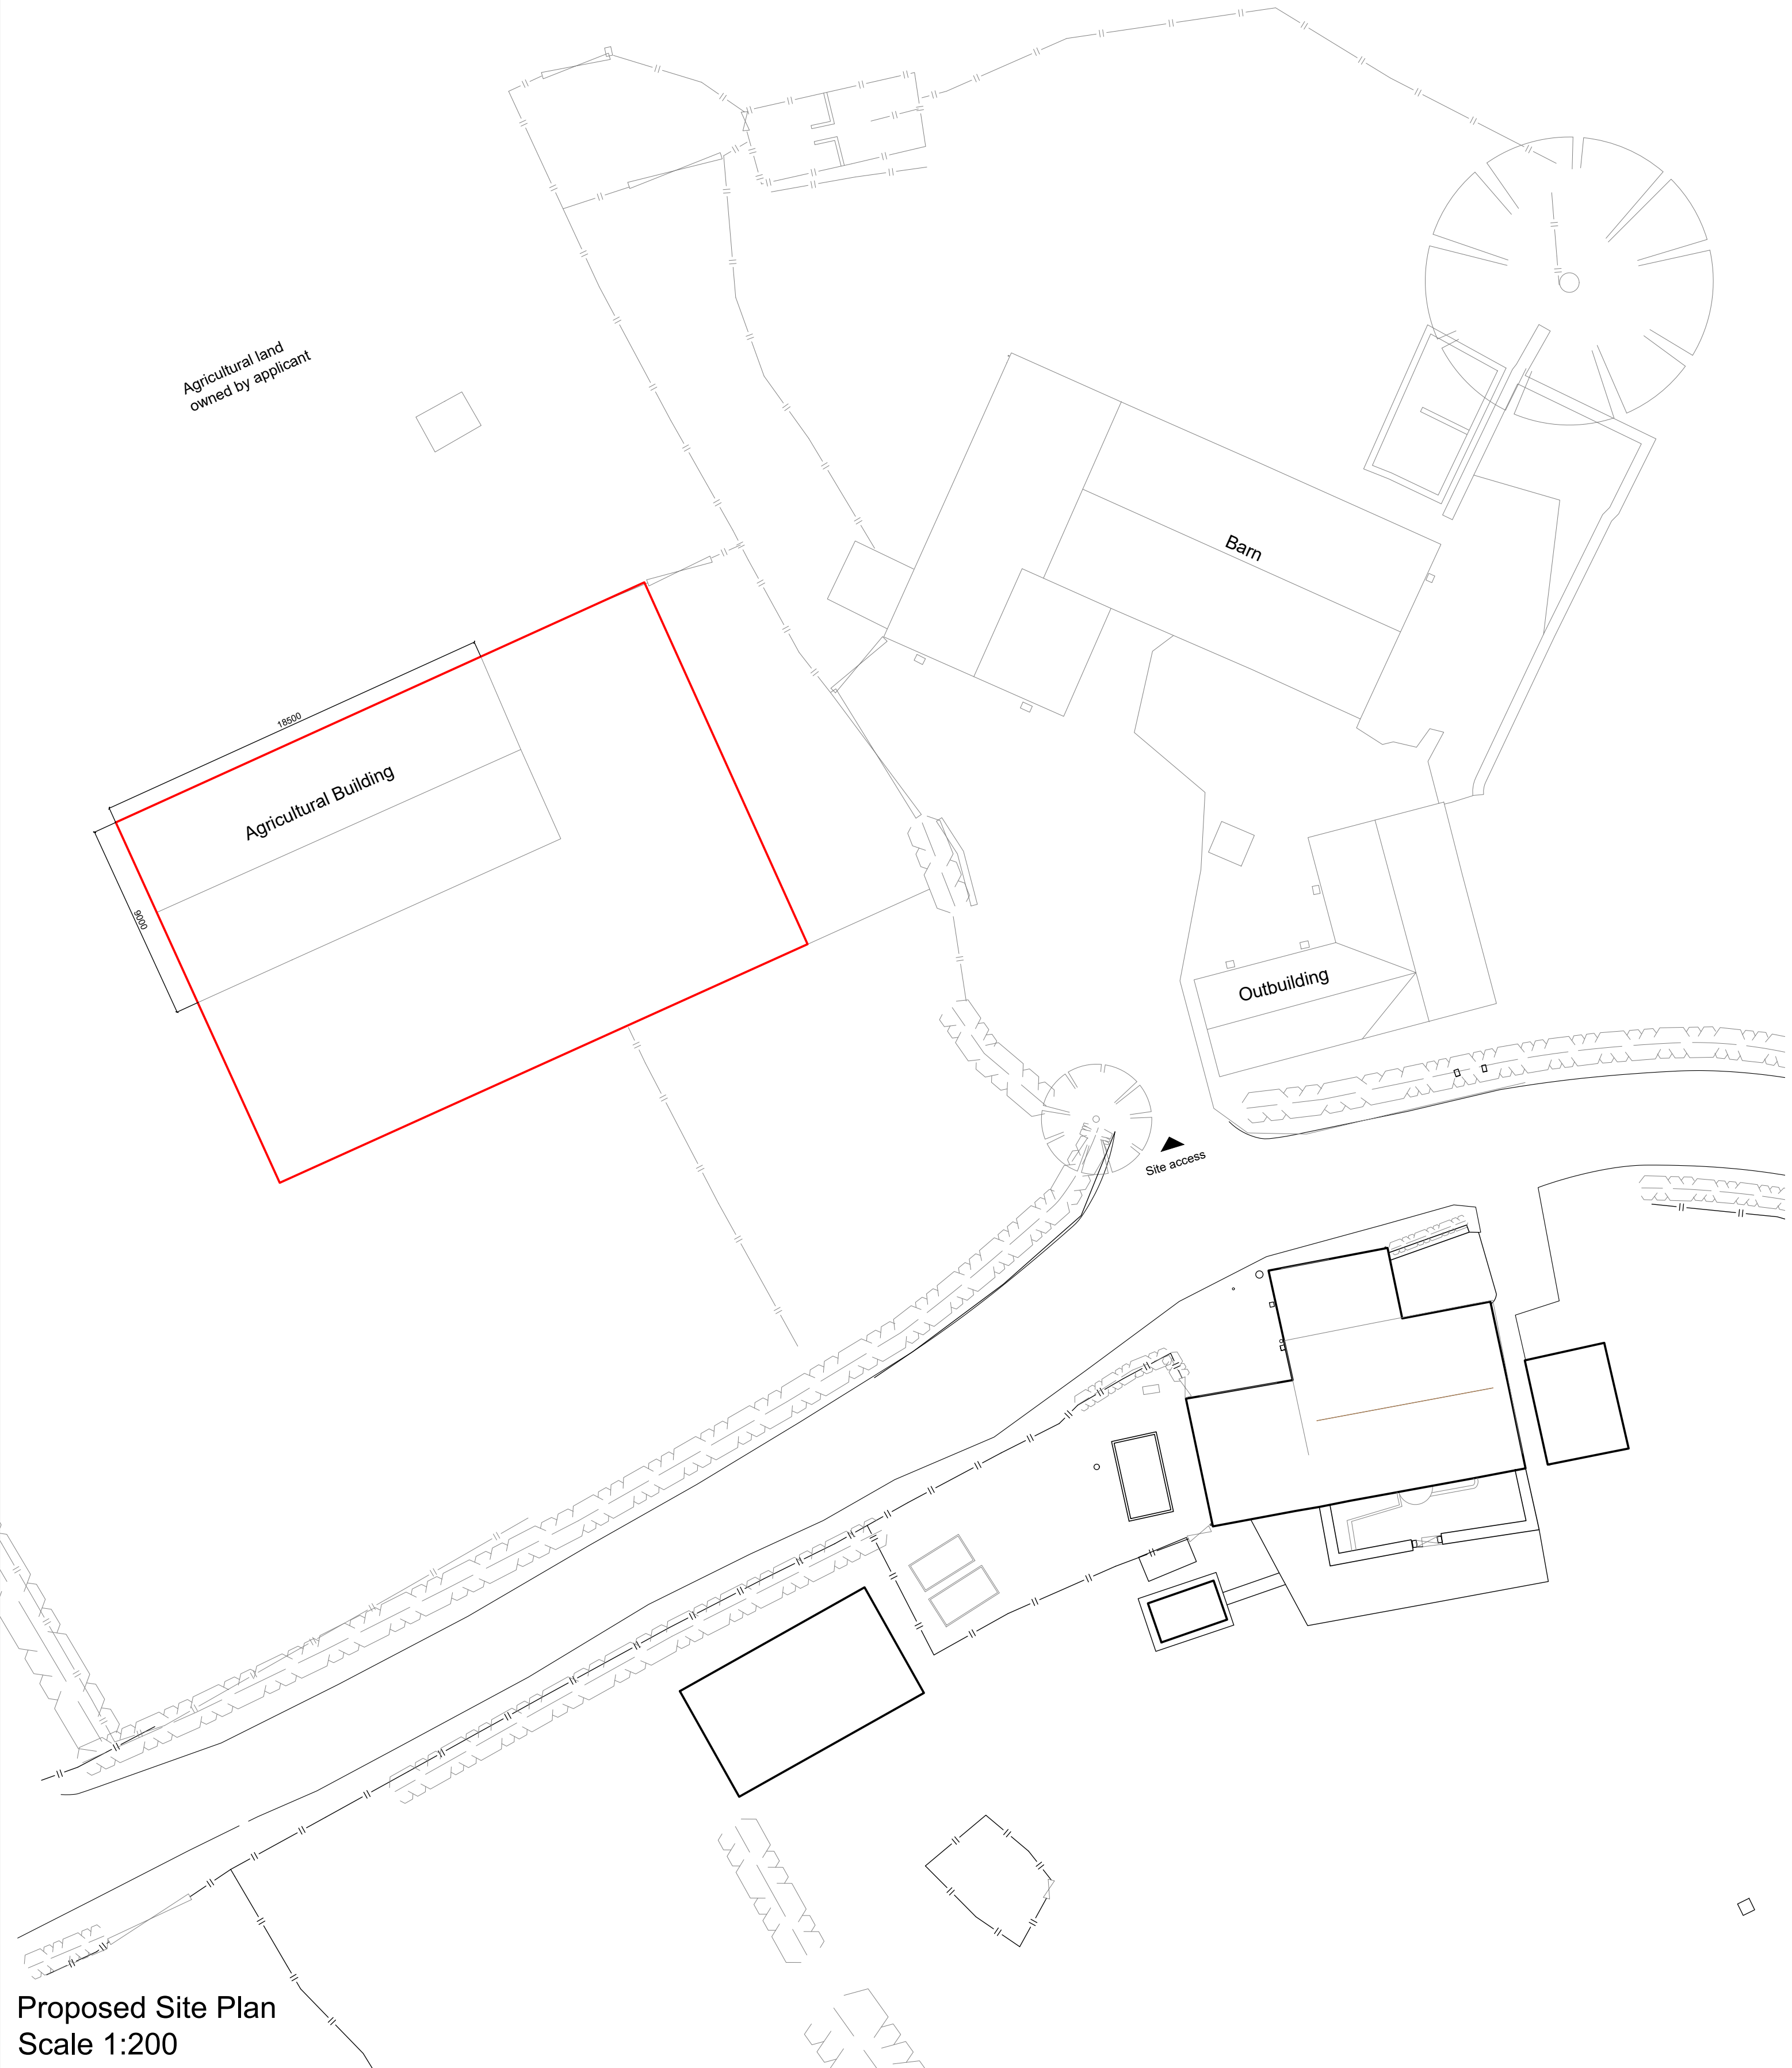 Agricultural land
owned by applicant
Barn
18500
Agricultural Building
9000
Outbuilding
Site access
Proposed Site Plan
Scale 1:200